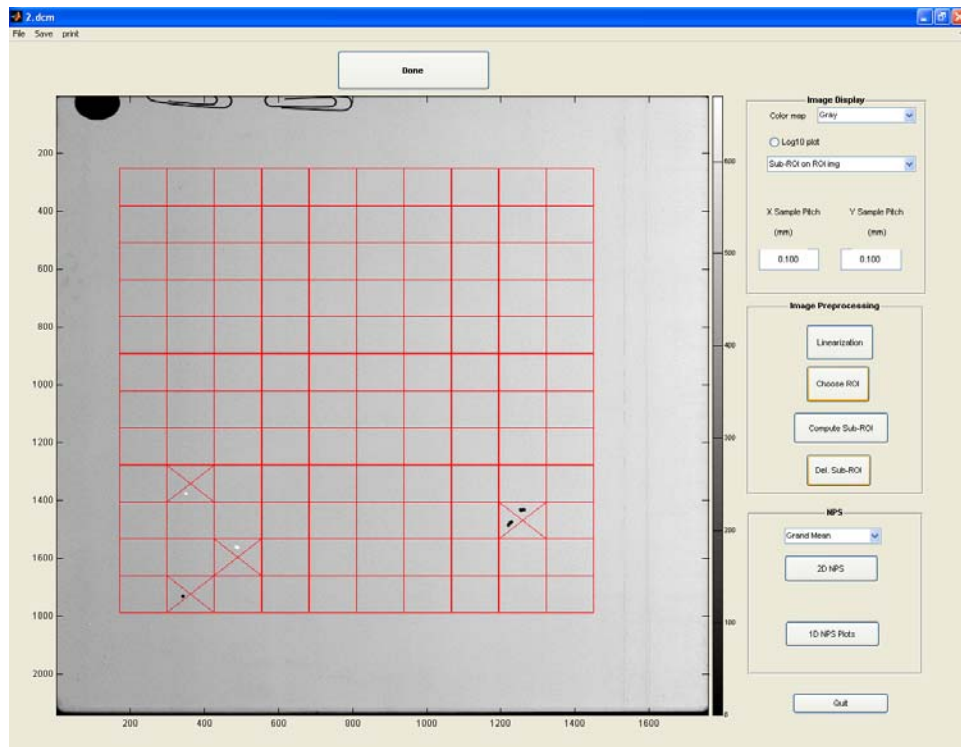 2.dcm
File Save print
Done
200
400
600
800
1000
1200
1400
1600
1800
2000
200 400 600 800 1000 1200 1400 1600
600
500
400
300
200
100
0
Image Display
Color map Gray
Log10 plot
Sub-ROI on ROI img
X Sample Pitch Y Sample Pitch
(mm) (mm)
0.100 0.100
Image Preprocessing
Linearization
Choose ROI
Compute Sub-ROI
Del. Sub-ROI
NPS
Grand Mean
2D NPS
1D NPS Plots
Quit